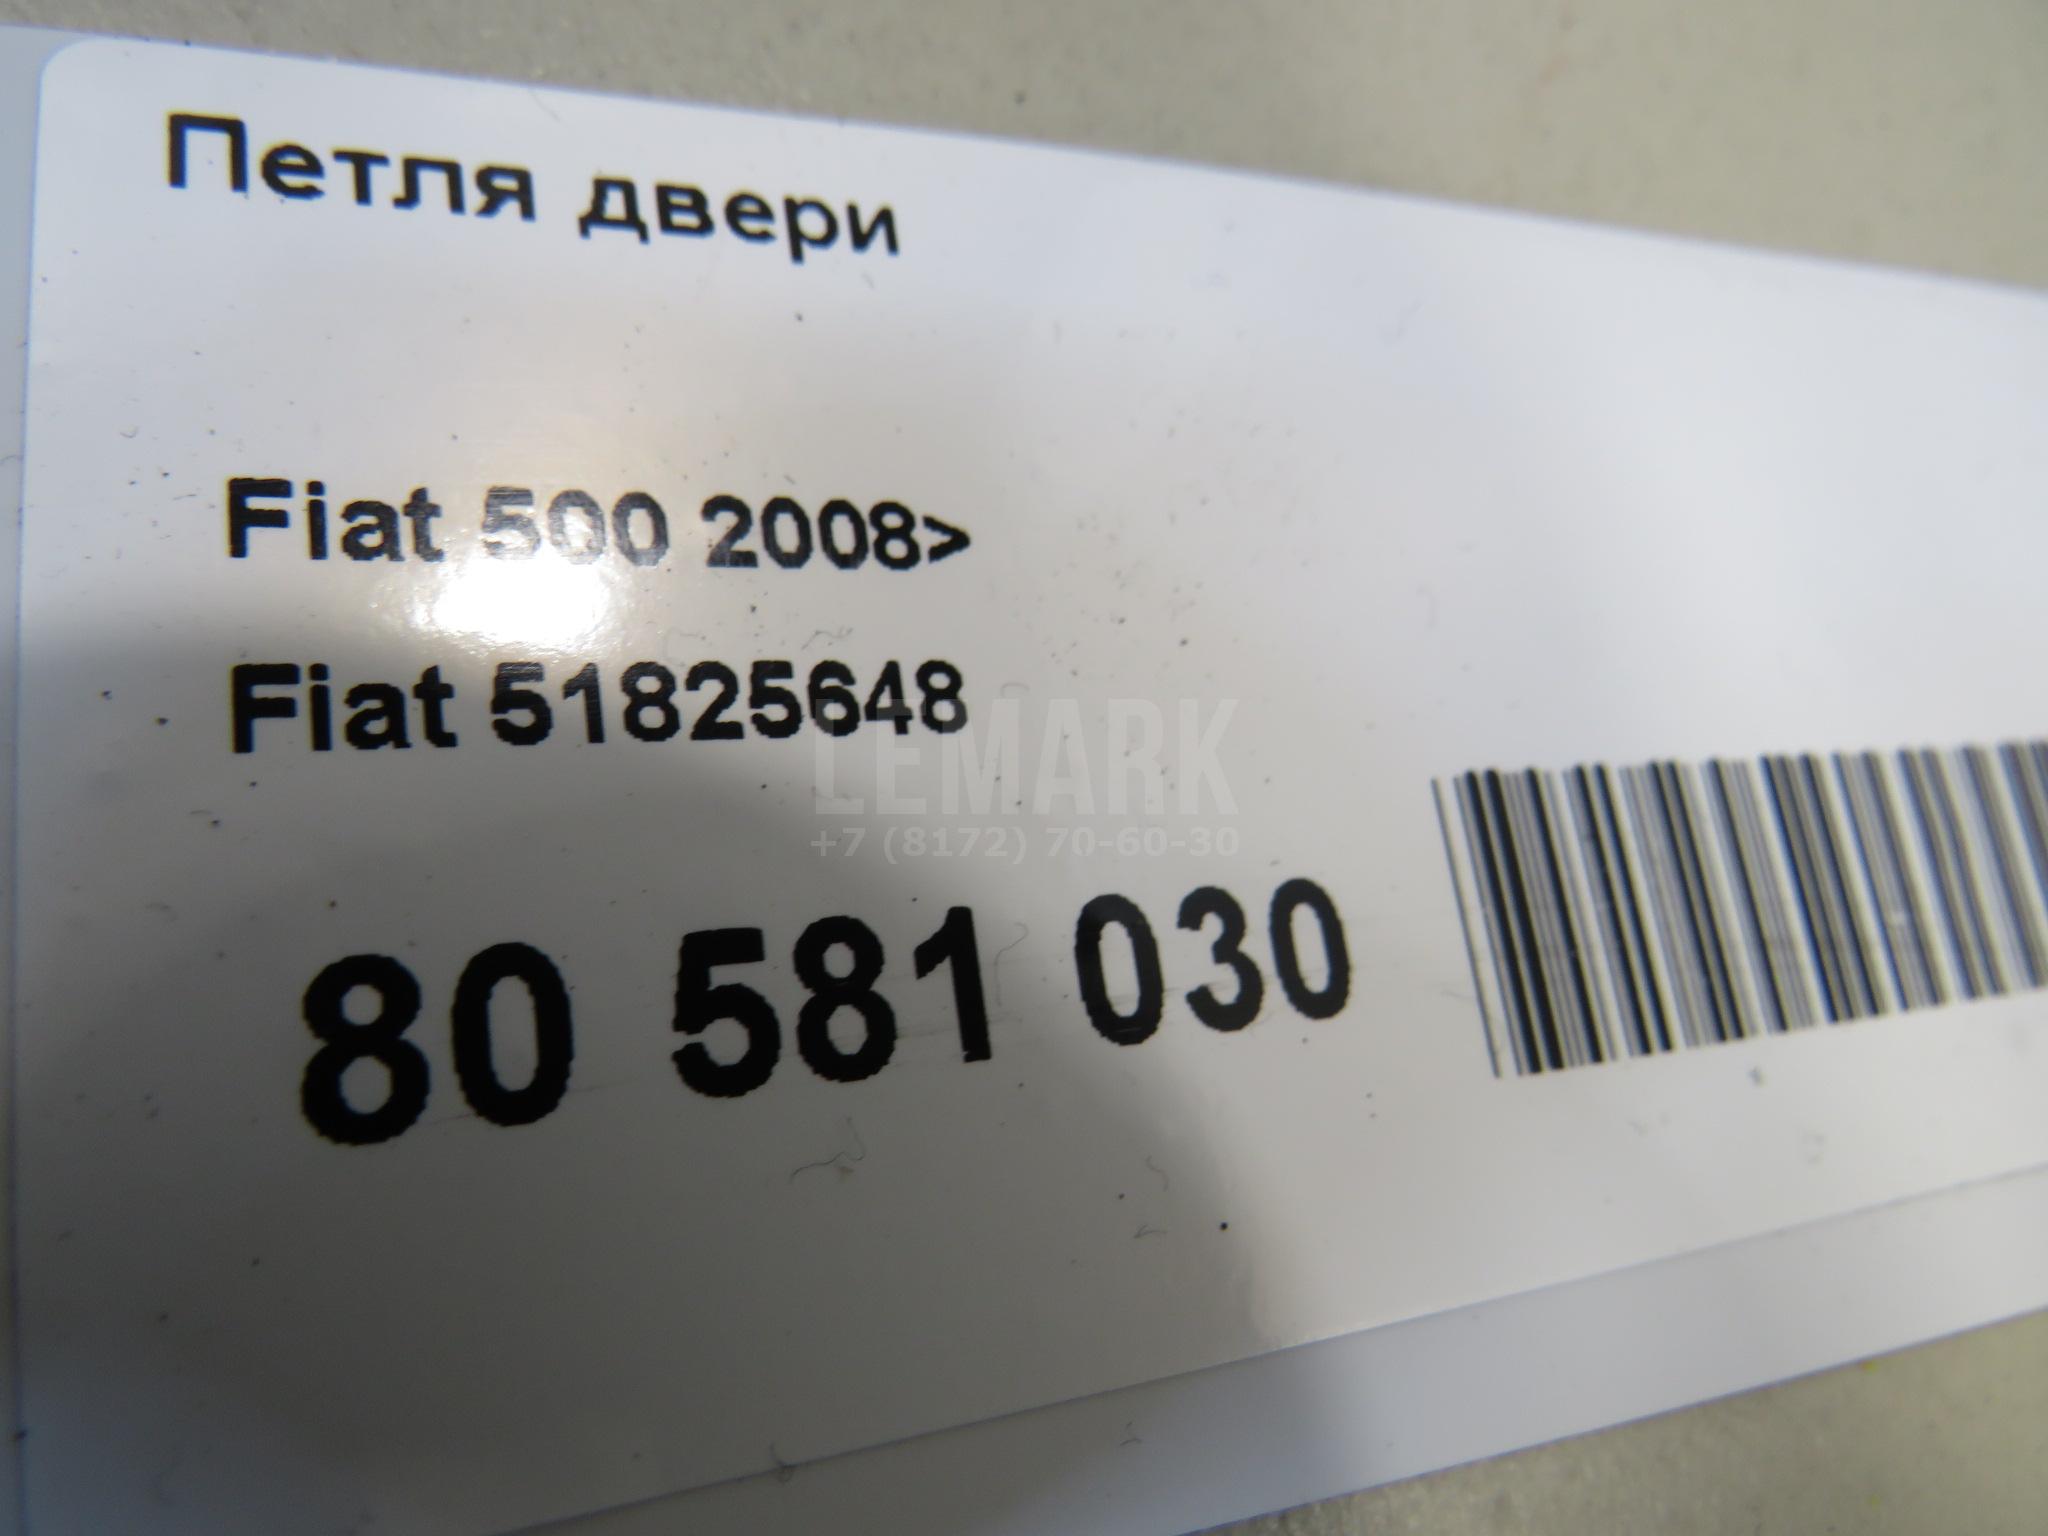 Петля двери
Fiat 500 2008>
Fiat 51825648
LEMARK
+7 (8172) 70-60-30
80 581 030